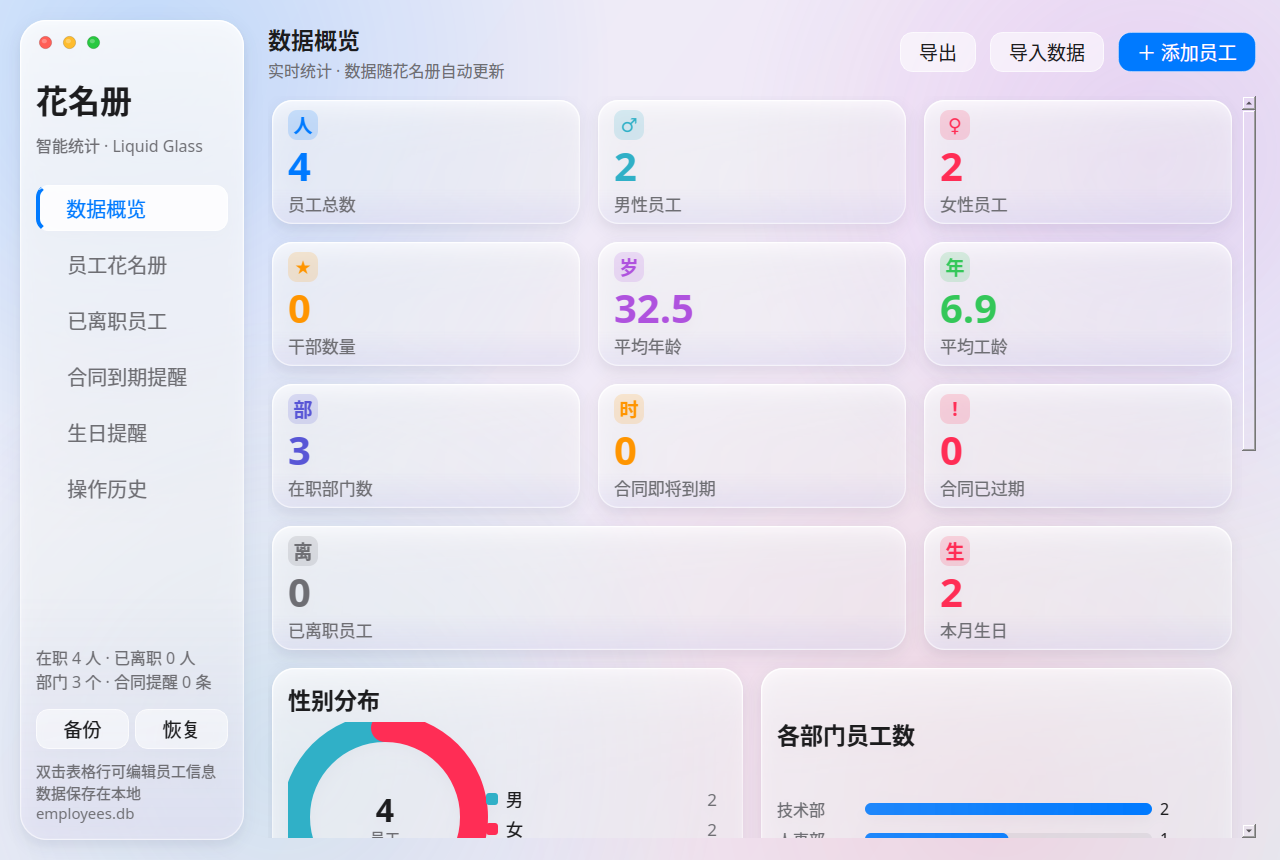 花名册
智能统计 · Liquid Glass
数据概览
员工花名册
已离职员工
合同到期提醒
生日提醒
操作历史
在职 4 人 · 已离职 0 人
部门 3 个 · 合同提醒 0 条
备份
恢复
双击表格行可编辑员工信息
数据保存在本地
employees.db
数据概览
实时统计 · 数据随花名册自动更新
导出
导入数据
＋ 添加员工
人
4
员工总数
♂
2
男性员工
♀
2
女性员工
★
0
干部数量
岁
32.5
平均年龄
年
6.9
平均工龄
部
3
在职部门数
时
0
合同即将到期
!
0
合同已过期
离
0
已离职员工
生
2
本月生日
性别分布
4
员工
男 2
女 2
各部门员工数
技术部 2
人事部 1